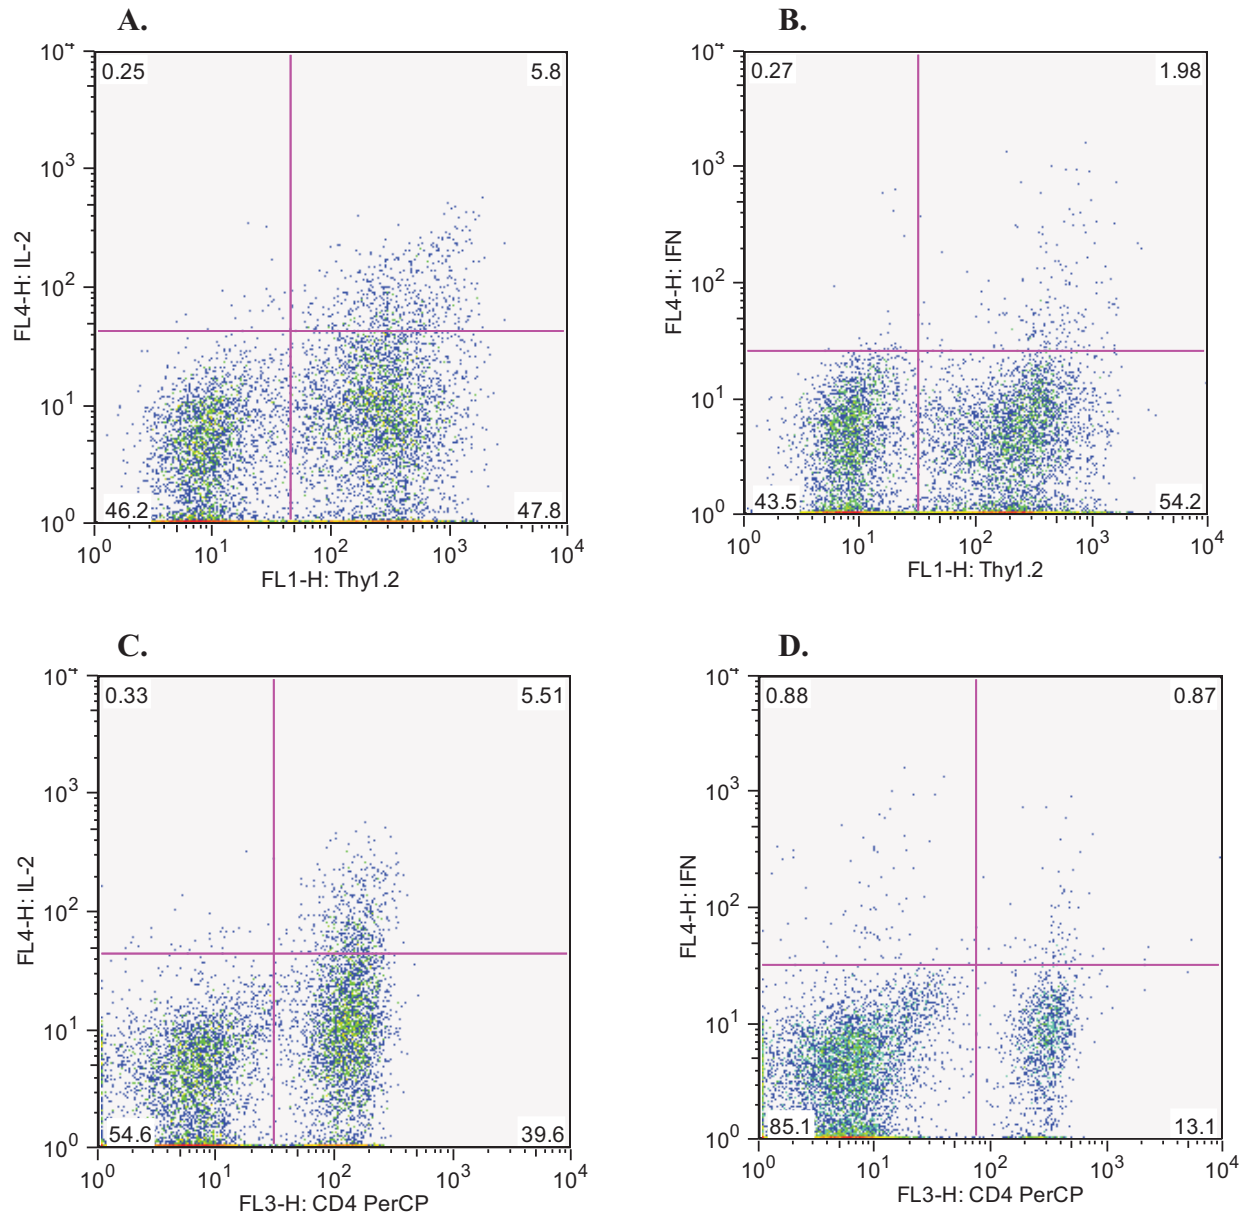 A.
10⁴
0.25
5.8
10³
FL4-H: IL-2
10²
10¹
46.2
47.8
10⁰
10⁰ 10¹ 10² 10³ 10⁴
FL1-H: Thy1.2
B.
10⁴
0.27
1.98
10³
FL4-H: IFN
10²
10¹
43.5
54.2
10⁰
10⁰ 10¹ 10² 10³ 10⁴
FL1-H: Thy1.2
C.
10⁴
0.33
5.51
10³
FL4-H: IL-2
10²
10¹
54.6
39.6
10⁰
10⁰ 10¹ 10² 10³ 10⁴
FL3-H: CD4 PerCP
D.
10⁴
0.88
0.87
10³
FL4-H: IFN
10²
10¹
85.1
13.1
10⁰
10⁰ 10¹ 10² 10³ 10⁴
FL3-H: CD4 PerCP